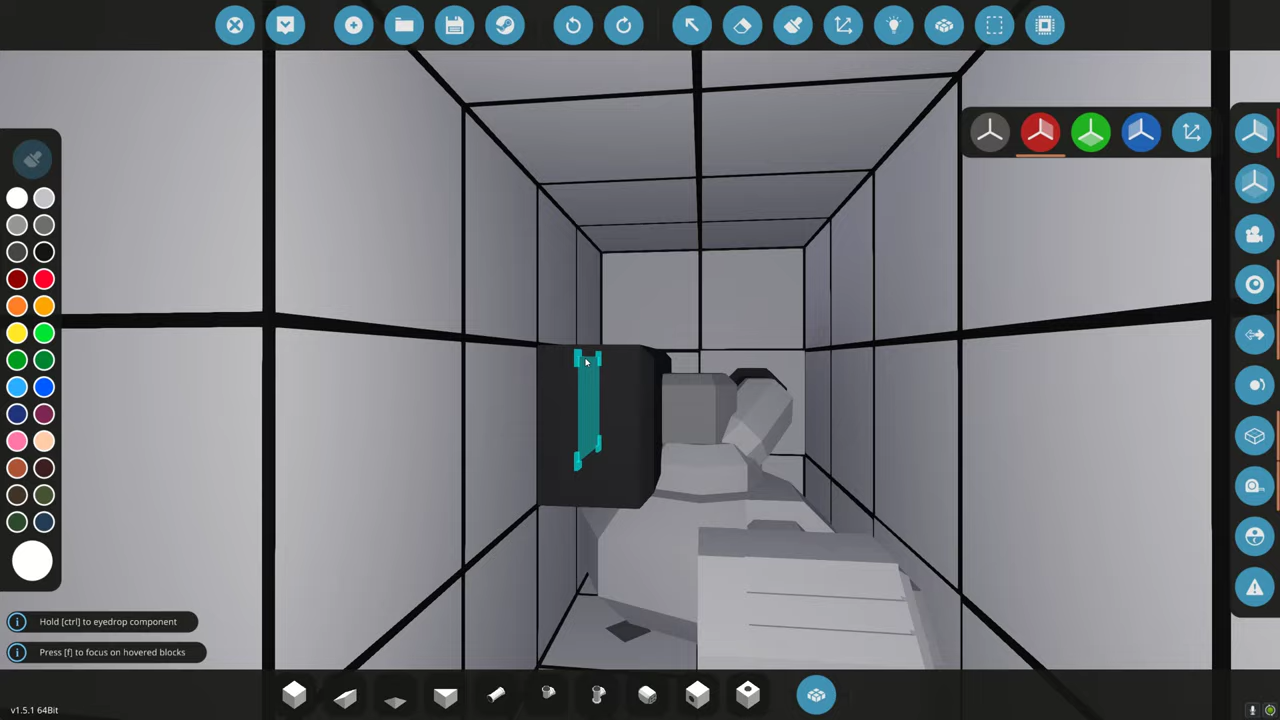 Hold [ctrl] to eyedrop component
Press [f] to focus on hovered blocks
v1.5.1 64Bit